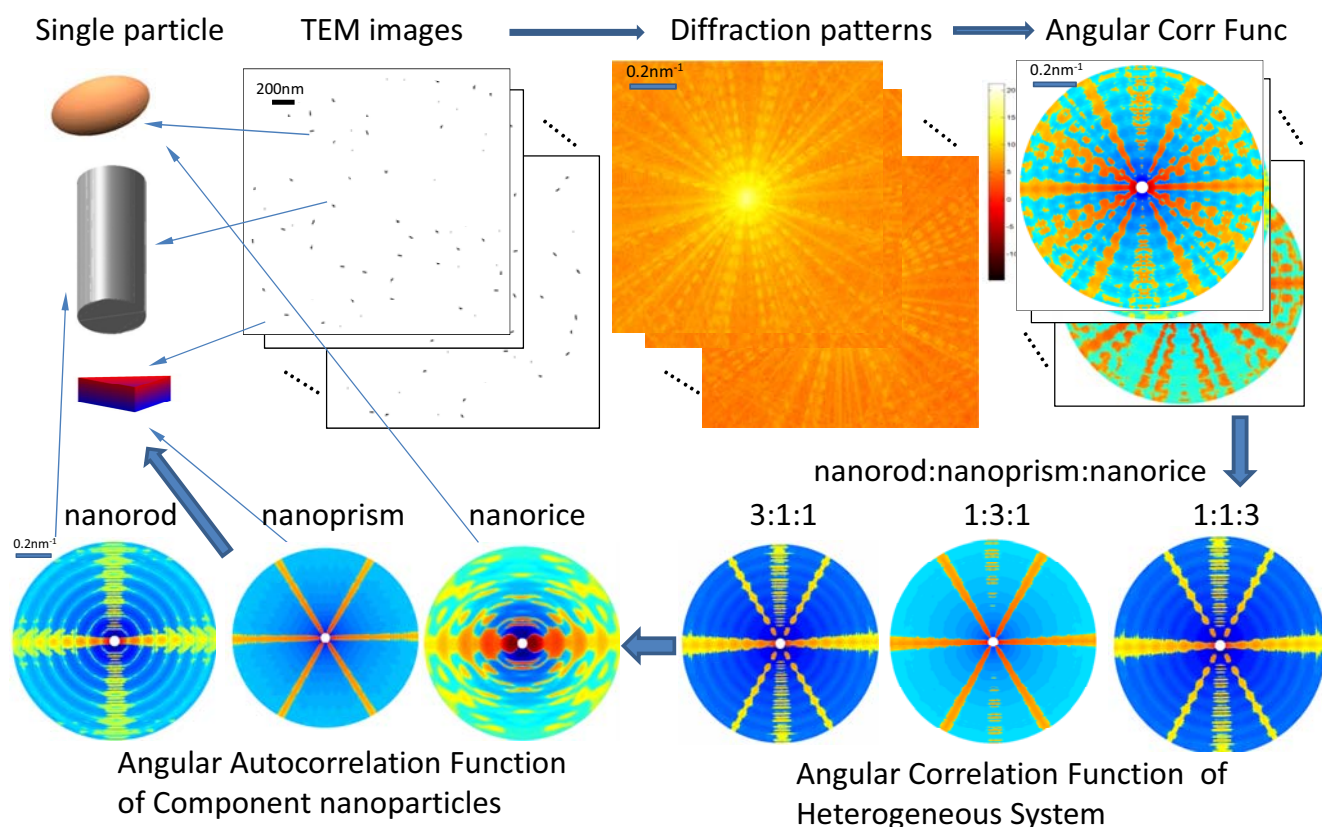 Single particle
TEM images
Diffraction patterns
Angular Corr Func
200nm
0.2nm⁻¹
0.2nm⁻¹
20
15
10
5
0
-5
-10
nanorod:nanoprism:nanorice
nanorod
nanoprism
nanorice
3:1:1
1:3:1
1:1:3
0.2nm⁻¹
Angular Autocorrelation Function
of Component nanoparticles
Angular Correlation Function of
Heterogeneous System